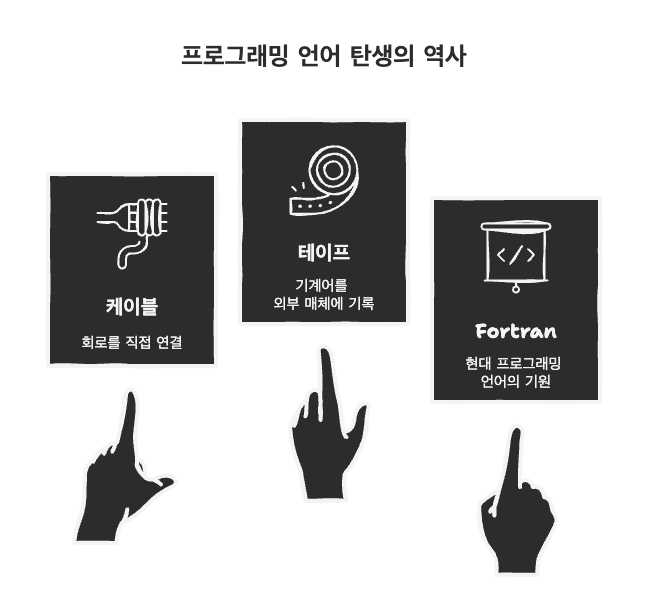 프로그래밍 언어 탄생의 역사
케이블
회로를 직접 연결
테이프
기계어를
외부 매체에 기록
</>
Fortran
현대 프로그래밍
언어의 기원